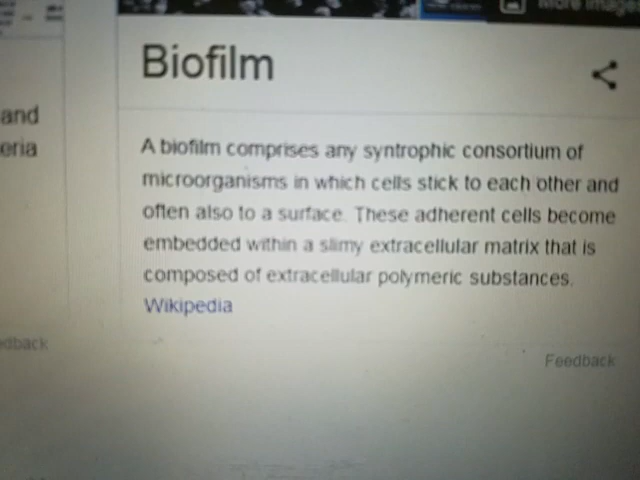 More images
Biofilm
and
eria
A biofilm comprises any syntrophic consortium of
microorganisms in which cells stick to each other and
often also to a surface. These adherent cells become
embedded within a slimy extracellular matrix that is
composed of extracellular polymeric substances.
Wikipedia
edback
Feedback